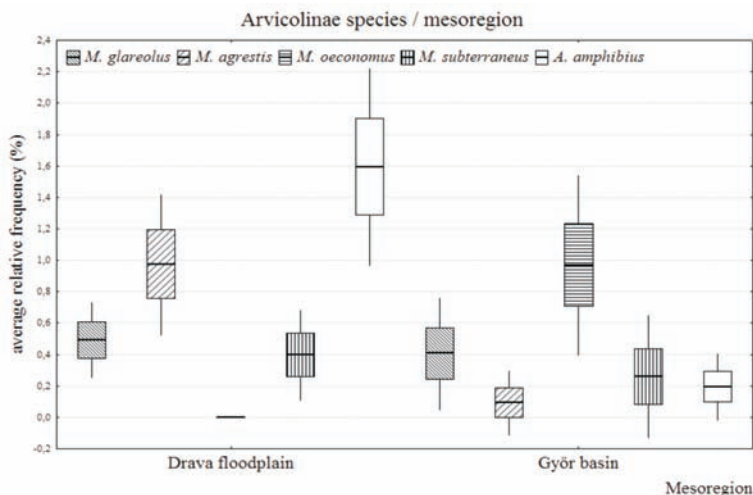 Arvicolinae species / mesoregion
2,4
M. glareolus M. agrestis M. oeconomus M. subterraneus A. amphibius
2,2
2,0
1,8
1,6
1,4
1,2
1,0
0,8
0,6
0,4
0,2
0,0
-0,2
average relative frequency (%)
Drava floodplain Győr basin
Mesoregion